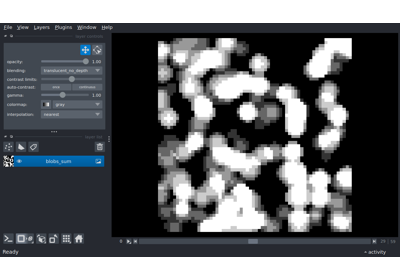 File View Layers Plugins Window Help
opacity: 1.00
blending: translucent_no_depth
contrast limits:
auto-contrast: once continuous
gamma: 1.00
colormap: gray
interpolation: nearest
blobs_sum
Ready
activity